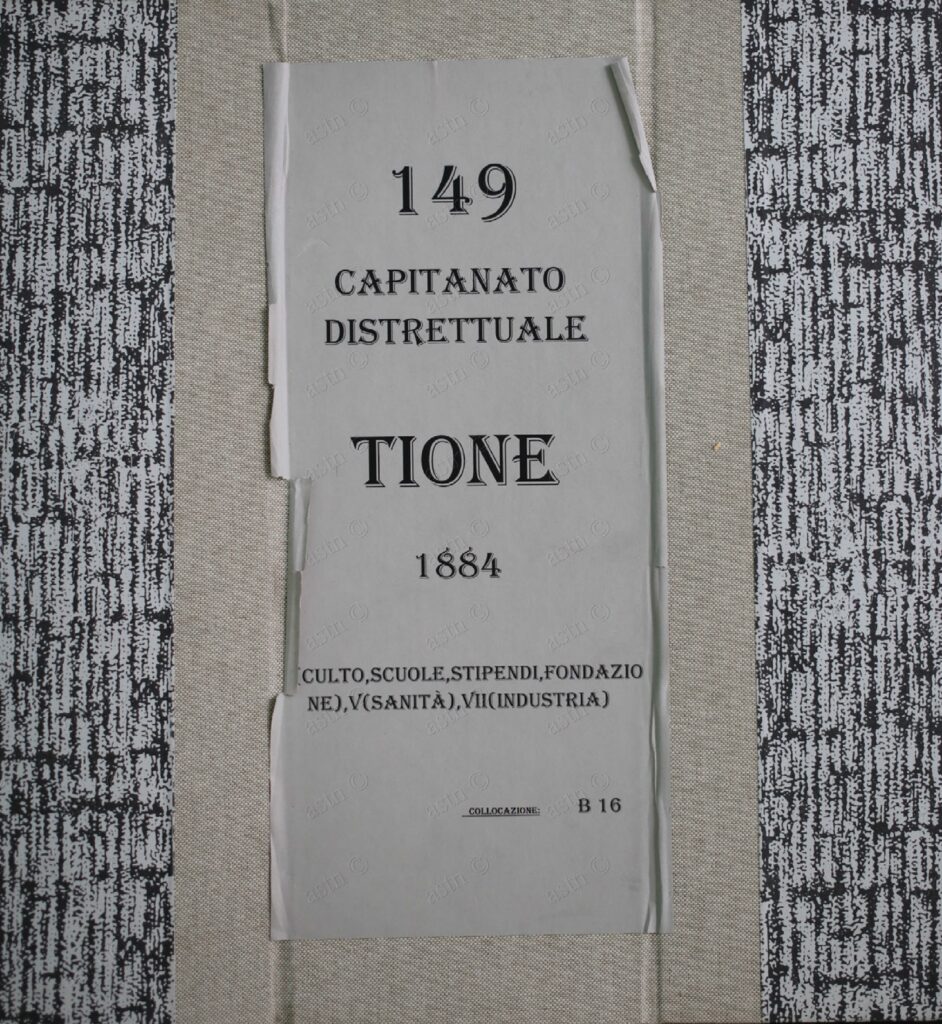 149
CAPITANATO
DISTRETTUALE
TIONE
1884
(CULTO,SCUOLE,STIPENDI,FONDAZIO
NE),V(SANITÀ),VII(INDUSTRIA)
COLLOCAZIONE: B 16